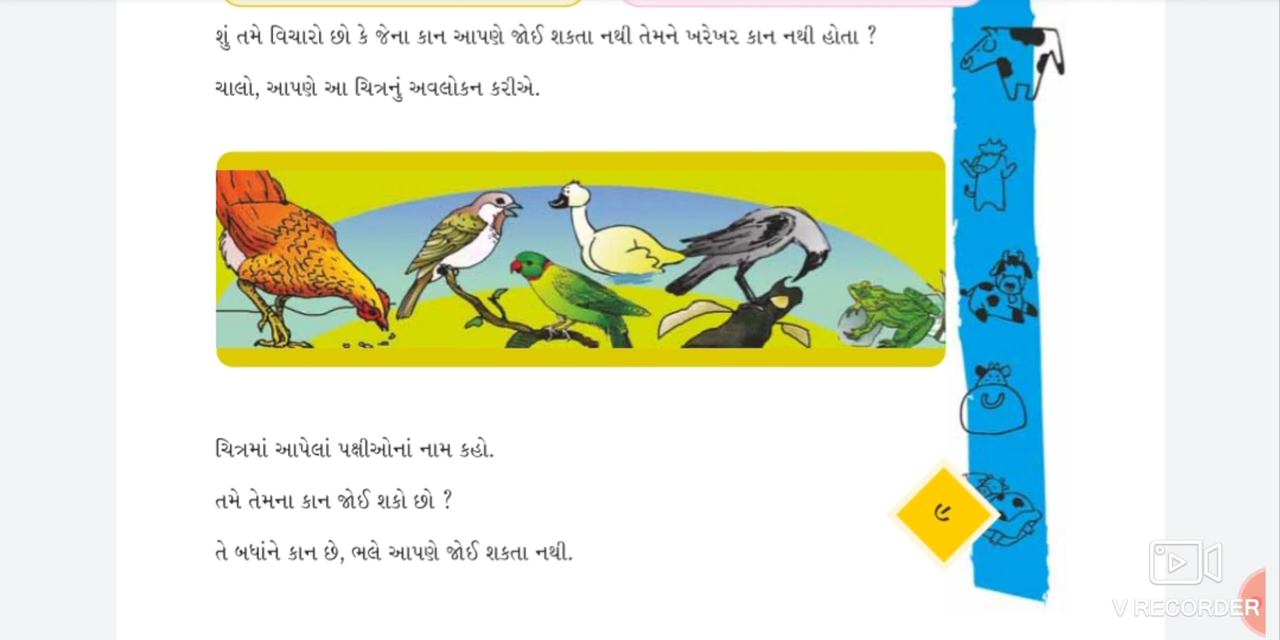 શું તમે વિચારો છો કે જેના કાન આપણે જોઈ શકતા નથી તેમને ખરેખર કાન નથી હોતા ?
ચાલો, આપણે આ ચિત્રનું અવલોકન કરીએ.
ચિત્રમાં આપેલાં પક્ષીઓનાં નામ કહો.
તમે તેમના કાન જોઈ શકો છો ?
૯
તે બધાંને કાન છે, ભલે આપણે જોઈ શકતા નથી.
V RECORDER